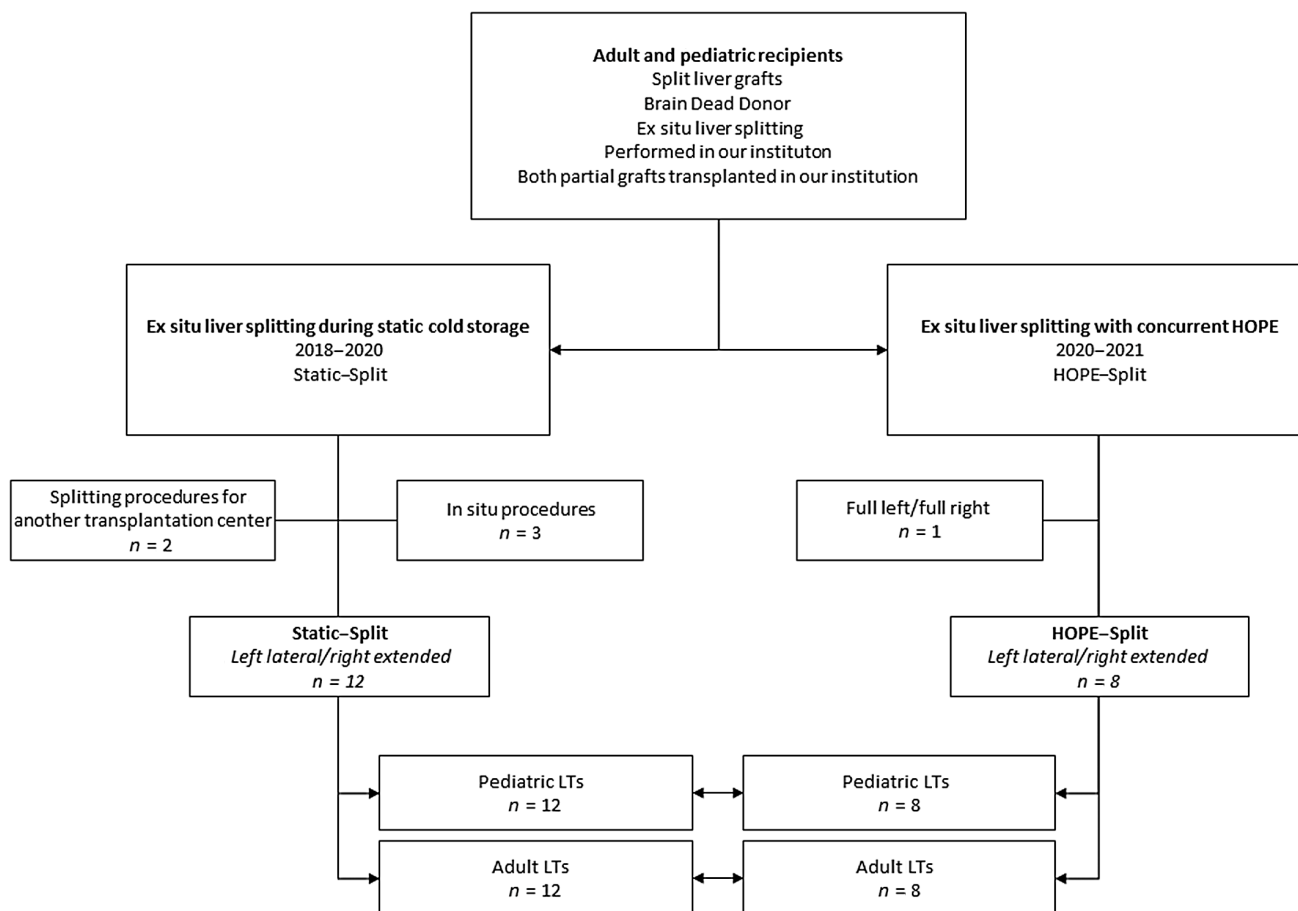 Adult and pediatric recipients
Split liver grafts
Brain Dead Donor
Ex situ liver splitting
Performed in our instituton
Both partial grafts transplanted in our institution
Ex situ liver splitting during static cold storage
2018–2020
Static–Split
Ex situ liver splitting with concurrent HOPE
2020–2021
HOPE–Split
Splitting procedures for
another transplantation center
n = 2
In situ procedures
n = 3
Full left/full right
n = 1
Static–Split
Left lateral/right extended
n = 12
HOPE–Split
Left lateral/right extended
n = 8
Pediatric LTs
n = 12
Pediatric LTs
n = 8
Adult LTs
n = 12
Adult LTs
n = 8